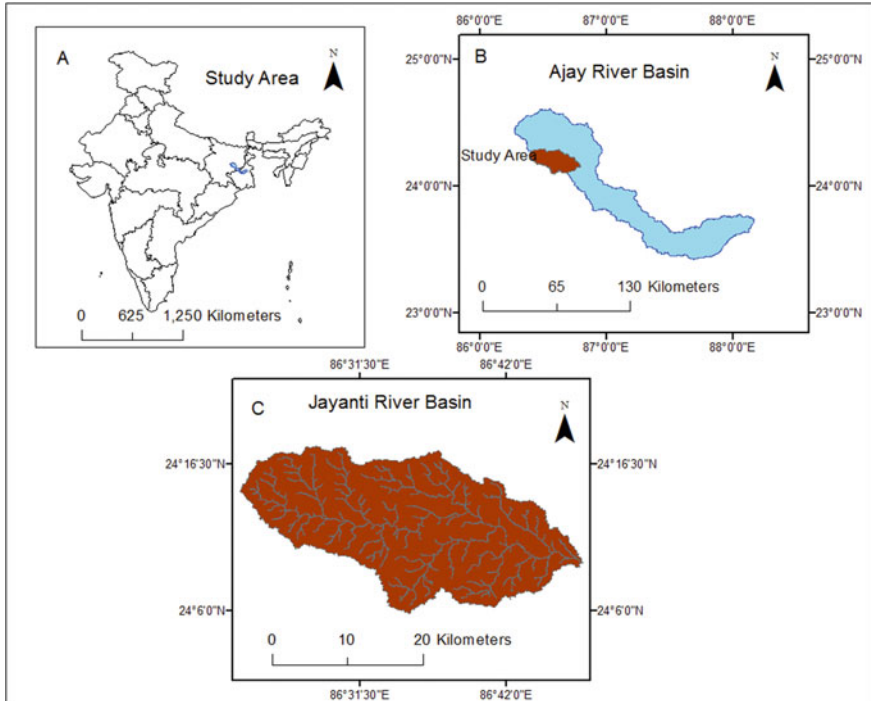 A
Study Area
N
0 625 1,250 Kilometers
86°0'0"E 87°0'0"E 88°0'0"E
25°0'0"N 25°0'0"N
B
Ajay River Basin
N
Study Area
24°0'0"N 24°0'0"N
0 65 130 Kilometers
23°0'0"N 23°0'0"N
86°0'0"E 87°0'0"E 88°0'0"E
86°31'30"E 86°42'0"E
C
Jayanti River Basin
N
24°16'30"N 24°16'30"N
24°6'0"N 24°6'0"N
0 10 20 Kilometers
86°31'30"E 86°42'0"E